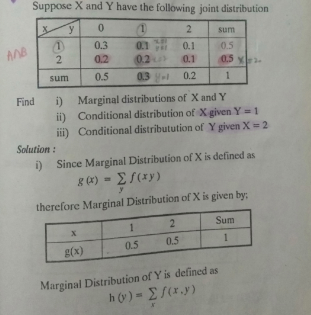 Suppose X and Y have the following joint distribution
x y 0 1 2 sum
1 0.3 0.1 0.1 0.5
2 0.2 0.2 0.1 0.5
sum 0.5 0.3 0.2 1
Find i) Marginal distributions of X and Y
ii) Conditional distribution of X given Y = 1
iii) Conditional distributution of Y given X = 2
Solution :
i) Since Marginal Distribution of X is defined as
g (x) = ∑ f (xy)
y
therefore Marginal Distribution of X is given by;
x 1 2 Sum
g(x) 0.5 0.5 1
Marginal Distribution of Y is defined as
h (y) = ∑ f (x,y)
x